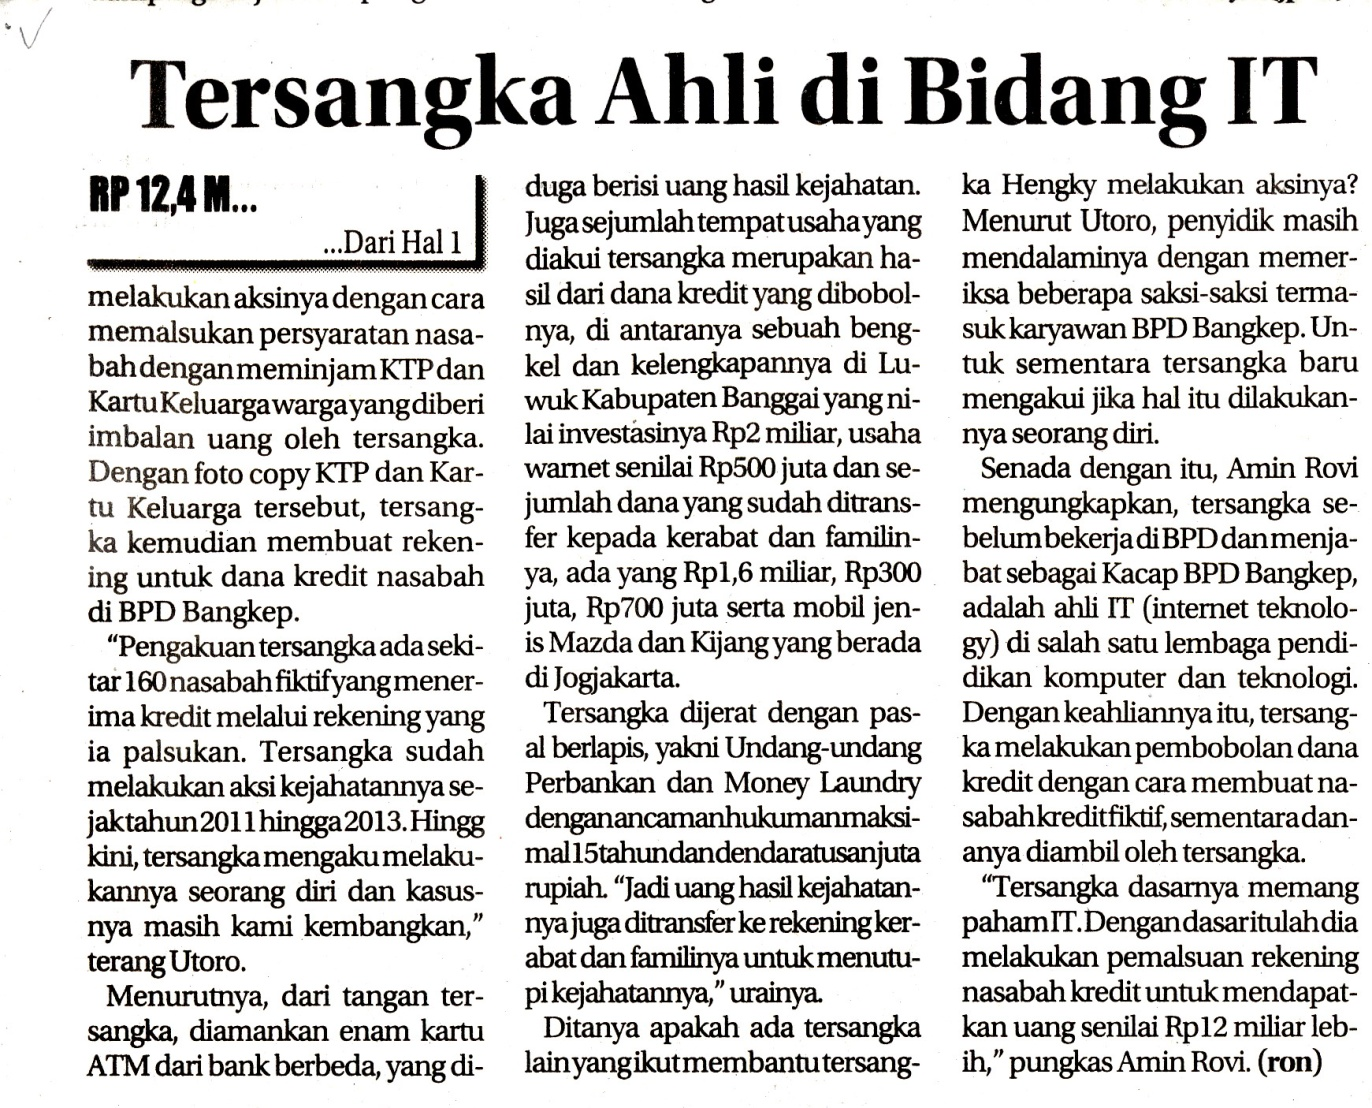 Tersangka Ahli di Bidang IT
RP 12,4 M...
...Dari Hal 1
melakukan aksinya dengan cara
memalsukan persyaratan nasa-
bah dengan meminjam KTP dan
Kartu Keluarga warga yang diberi
imbalan uang oleh tersangka.
Dengan foto copy KTP dan Kar-
tu Keluarga tersebut, tersang-
ka kemudian membuat reken-
ing untuk dana kredit nasabah
di BPD Bangkep.
“Pengakuan tersangka ada seki-
tar 160 nasabah fiktif yang mener-
ima kredit melalui rekening yang
ia palsukan. Tersangka sudah
melakukan aksi kejahatannya se-
jak tahun 2011 hingga 2013. Hingg
kini, tersangka mengaku melaku-
kannya seorang diri dan kasus-
nya masih kami kembangkan,”
terang Utoro.
Menurutnya, dari tangan ter-
sangka, diamankan enam kartu
ATM dari bank berbeda, yang di-
duga berisi uang hasil kejahatan.
Juga sejumlah tempat usaha yang
diakui tersangka merupakan ha-
sil dari dana kredit yang dibobol-
nya, di antaranya sebuah beng-
kel dan kelengkapannya di Lu-
wuk Kabupaten Banggai yang ni-
lai investasinya Rp2 miliar, usaha
warnet senilai Rp500 juta dan se-
jumlah dana yang sudah ditrans-
fer kepada kerabat dan familin-
ya, ada yang Rp1,6 miliar, Rp300
juta, Rp700 juta serta mobil jen-
is Mazda dan Kijang yang berada
di Jogjakarta.
Tersangka dijerat dengan pas-
al berlapis, yakni Undang-undang
Perbankan dan Money Laundry
dengan ancaman hukuman maksi-
mal 15 tahun dan denda ratusan juta
rupiah. “Jadi uang hasil kejahatan-
nya juga ditransfer ke rekening ker-
abat dan familinya untuk menutu-
pi kejahatannya,” urainya.
Ditanya apakah ada tersangka
lain yang ikut membantu tersang-
ka Hengky melakukan aksinya?
Menurut Utoro, penyidik masih
mendalaminya dengan memer-
iksa beberapa saksi-saksi terma-
suk karyawan BPD Bangkep. Un-
tuk sementara tersangka baru
mengakui jika hal itu dilakukan-
nya seorang diri.
Senada dengan itu, Amin Rovi
mengungkapkan, tersangka se-
belum bekerja di BPD dan menja-
bat sebagai Kacap BPD Bangkep,
adalah ahli IT (internet teknolo-
gy) di salah satu lembaga pendi-
dikan komputer dan teknologi.
Dengan keahliannya itu, tersang-
ka melakukan pembobolan dana
kredit dengan cara membuat na-
sabah kredit fiktif, sementara dan-
anya diambil oleh tersangka.
“Tersangka dasarnya memang
paham IT. Dengan dasar itulah dia
melakukan pemalsuan rekening
nasabah kredit untuk mendapat-
kan uang senilai Rp12 miliar leb-
ih,” pungkas Amin Rovi. (ron)